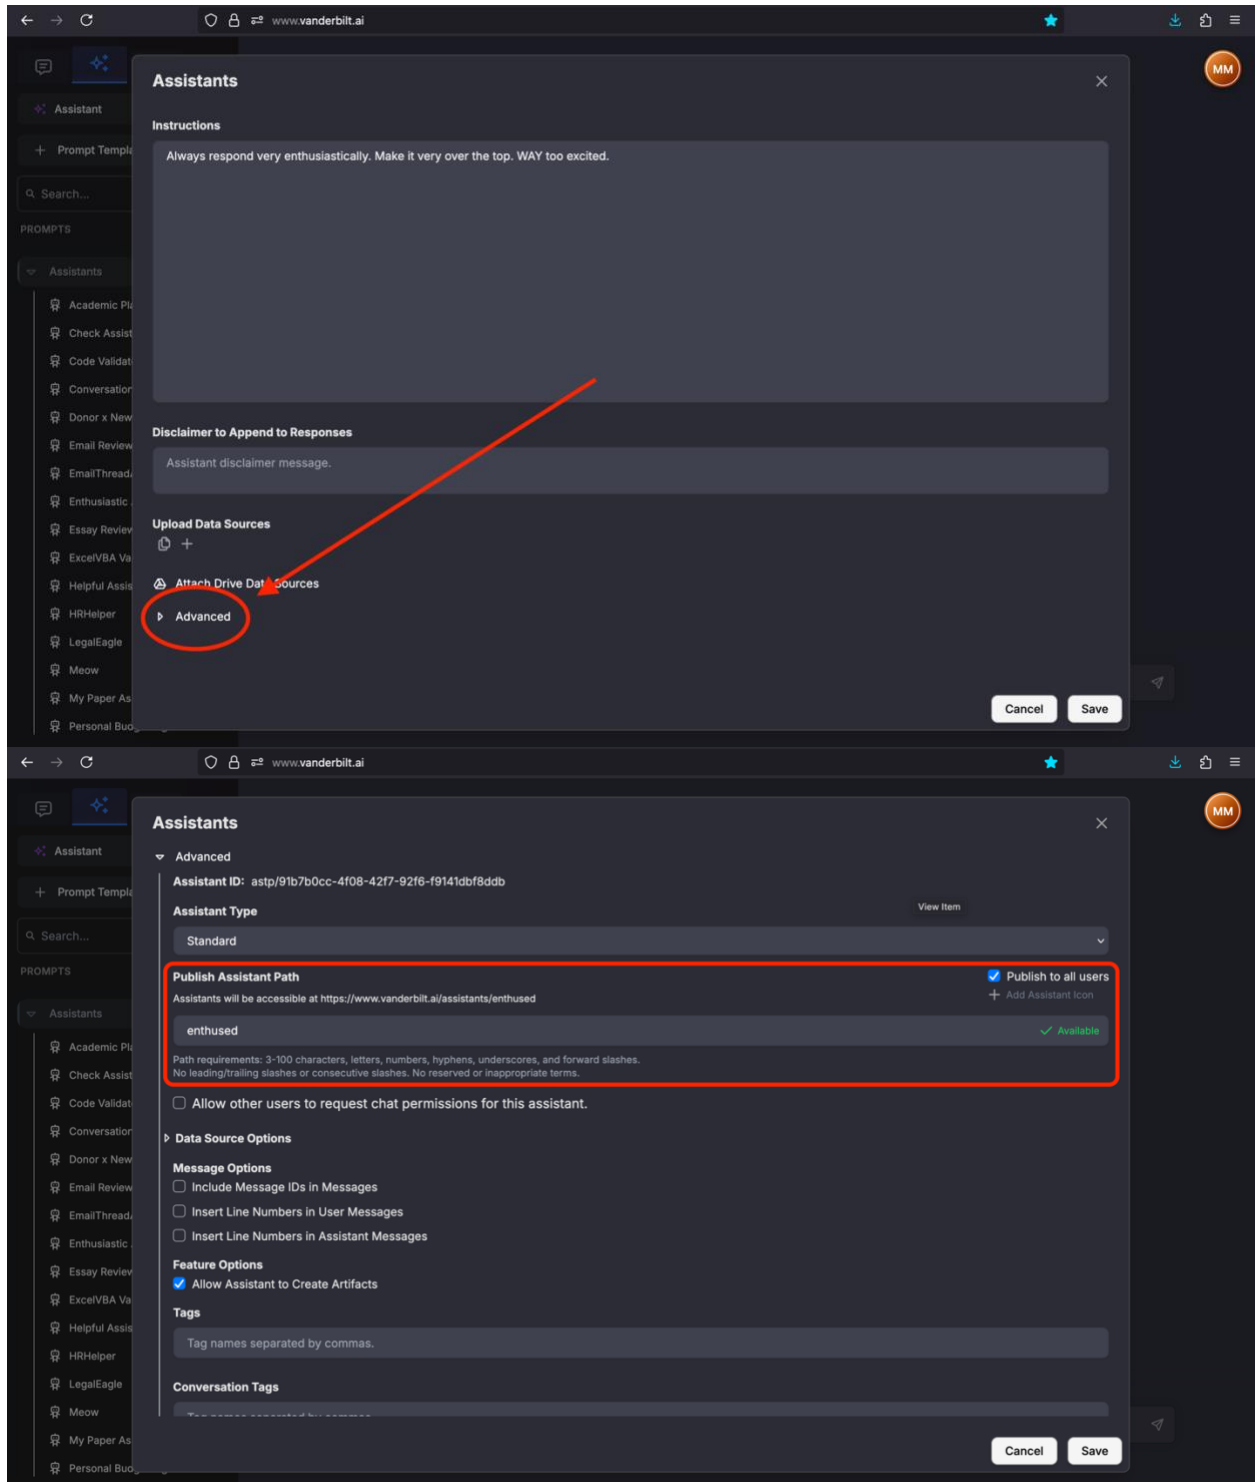 www.vanderbilt.ai
MM
Assistants
Assistant
Instructions
Prompt Templa
Always respond very enthusiastically. Make it very over the top. WAY too excited.
Search...
PROMPTS
Assistants
Academic Pla
Check Assist
Code Validat
Conversation
Donor x New
Disclaimer to Append to Responses
Email Review
Assistant disclaimer message.
EmailThread
Enthusiastic
Upload Data Sources
Essay Review
ExcelVBA Va
Attach Drive Data Sources
Helpful Assis
HRHelper
Advanced
LegalEagle
Meow
My Paper As
Cancel
Save
Personal Budg
www.vanderbilt.ai
MM
Assistants
Assistant
Advanced
Assistant ID: astp/91b7b0cc-4f08-42f7-92f6-f9141dbf8ddb
Prompt Templa
Assistant Type
View Item
Search...
Standard
PROMPTS
Publish Assistant Path
Publish to all users
Assistants will be accessible at https://www.vanderbilt.ai/assistants/enthused
Add Assistant Icon
Assistants
enthused
Available
Academic Pla
Path requirements: 3-100 characters, letters, numbers, hyphens, underscores, and forward slashes.
No leading/trailing slashes or consecutive slashes. No reserved or inappropriate terms.
Check Assist
Code Validat
Allow other users to request chat permissions for this assistant.
Conversation
Data Source Options
Donor x New
Message Options
Email Review
Include Message IDs in Messages
EmailThread
Insert Line Numbers in User Messages
Enthusiastic
Insert Line Numbers in Assistant Messages
Essay Review
Feature Options
Allow Assistant to Create Artifacts
ExcelVBA Va
Tags
Helpful Assis
Tag names separated by commas.
HRHelper
LegalEagle
Conversation Tags
Meow
Tag names separated by commas
My Paper As
Cancel
Save
Personal Budg